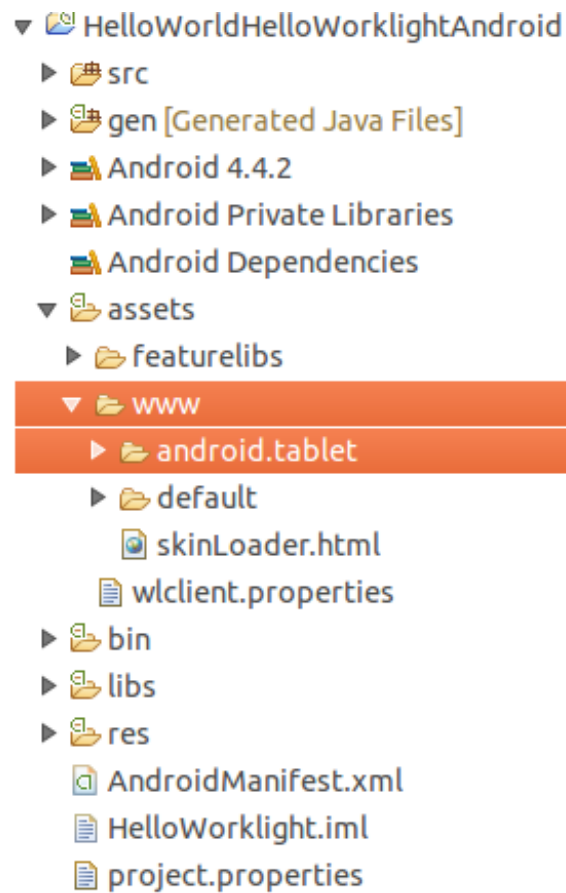 HelloWorldHelloWorklightAndroid
src
gen [Generated Java Files]
Android 4.4.2
Android Private Libraries
Android Dependencies
assets
featurelibs
www
android.tablet
default
skinLoader.html
wlclient.properties
bin
libs
res
AndroidManifest.xml
HelloWorklight.iml
project.properties